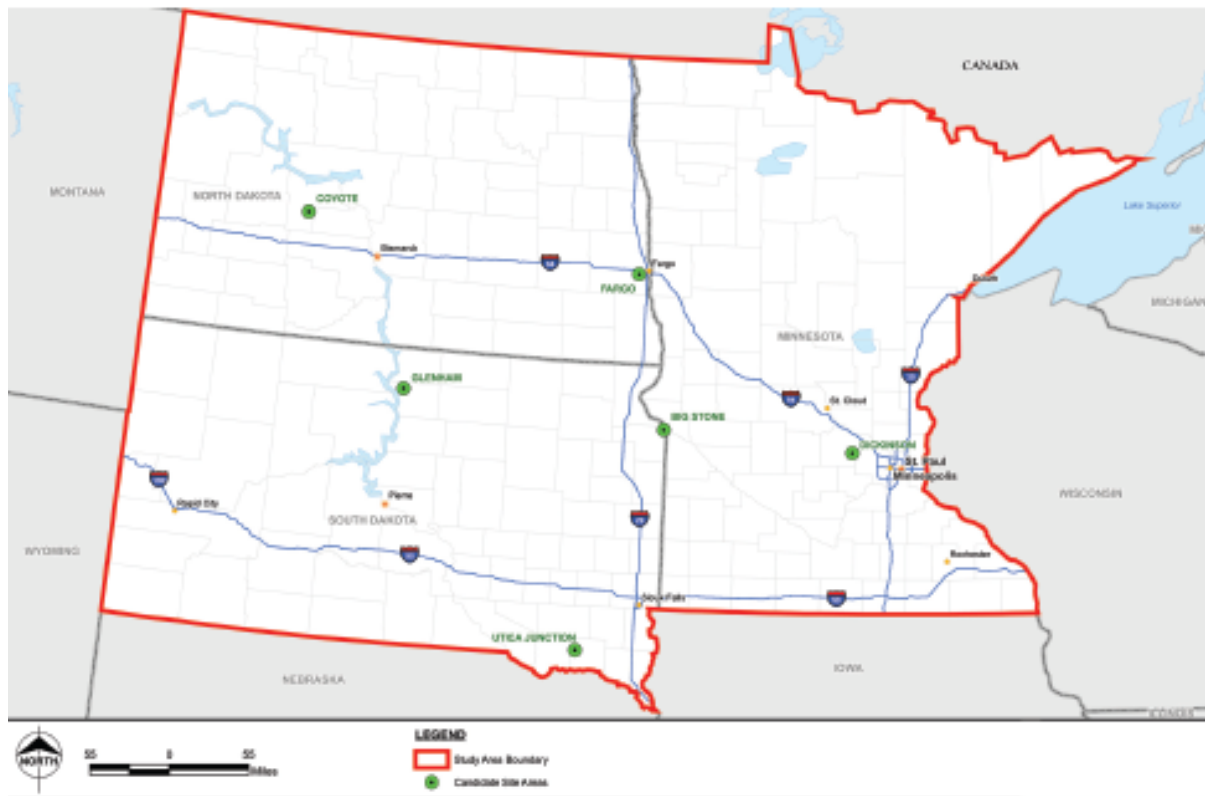 CANADA
MONTANA
NORTH DAKOTA
COYOTE
Lake Superior
Bismarck
Fargo
FARGO
Duluth
MICHIGAN
MINNESOTA
GLENHAM
St. Cloud
BIG STONE
DICKINSON
St. Paul
Minneapolis
Rapid City
Pierre
SOUTH DAKOTA
WISCONSIN
WYOMING
Rochester
Sioux Falls
UTICA JUNCTION
IOWA
NEBRASKA
LEGEND
NORTH
55 0 55
Miles
Study Area Boundary
Candidate Site Areas